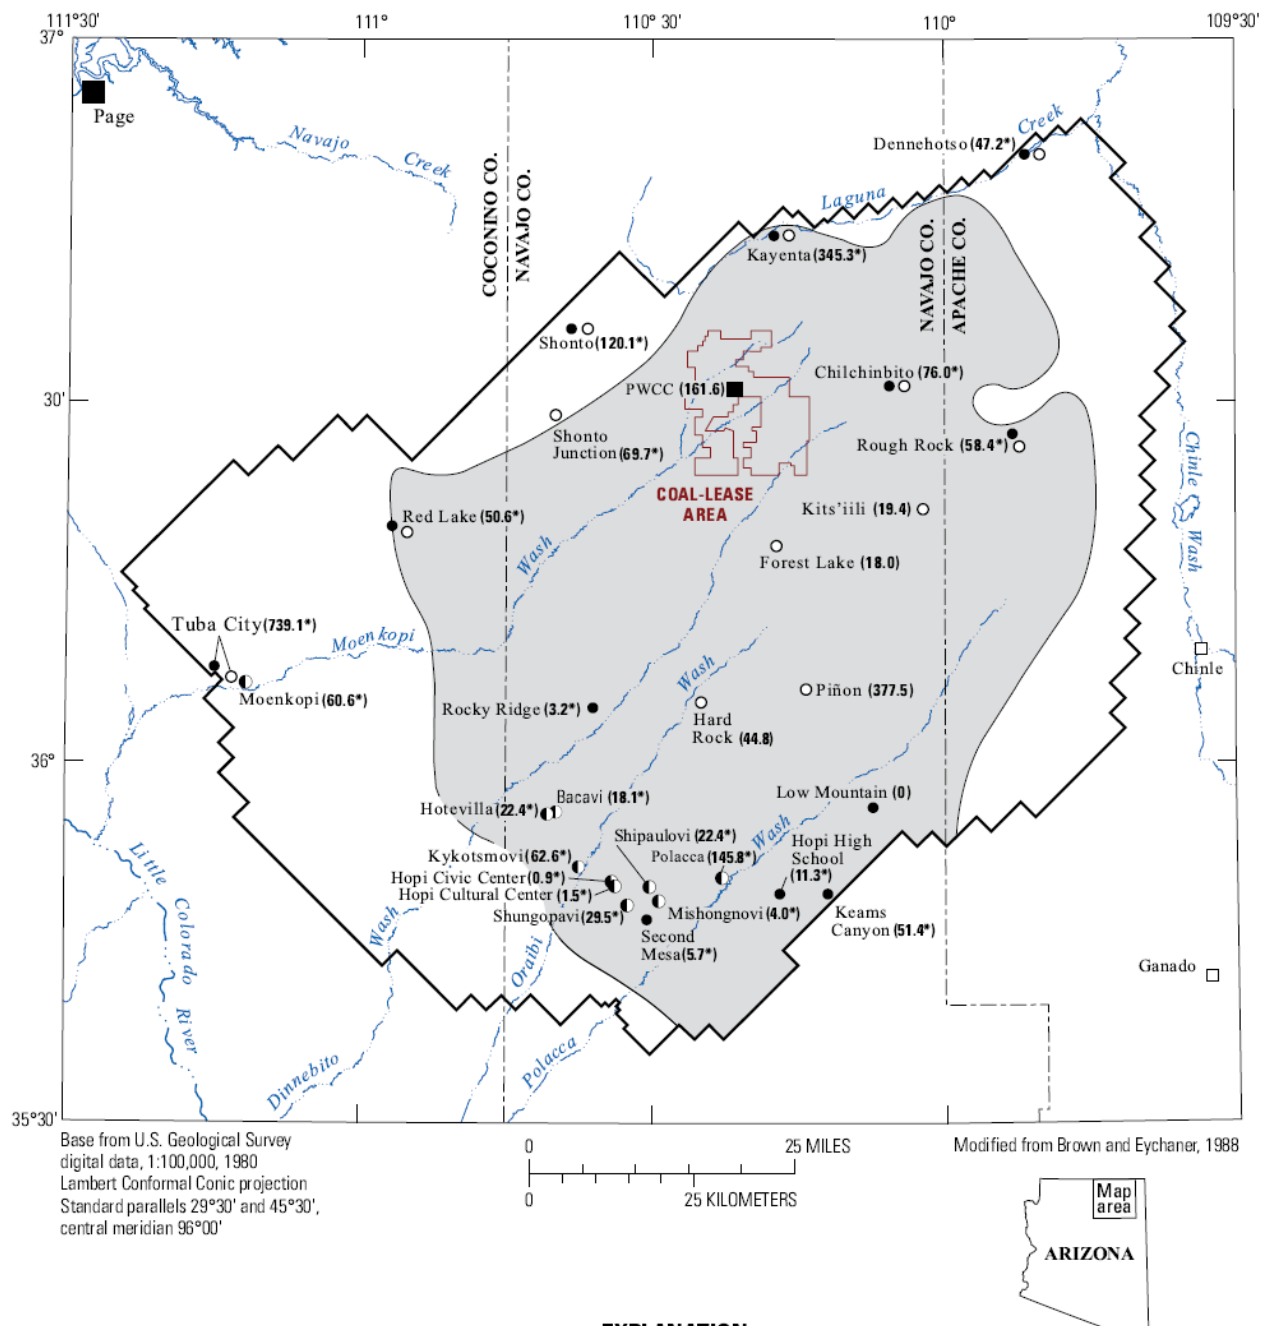 111°30'
111°
110°30'
110°
109°30'
37°
Page
Navajo
Creek
COCONINO CO.
NAVAJO CO.
Dennehotso (47.2*)
Creek
Laguna
Kayenta (345.3*)
NAVAJO CO.
APACHE CO.
Shonto (120.1*)
PWCC (161.6)
Chilchinbito (76.0*)
30'
Shonto
Junction (69.7*)
Rough Rock (58.4*)
Chinle
Wash
COAL-LEASE
AREA
Red Lake (50.6*)
Kits'iili (19.4)
Wash
Forest Lake (18.0)
Tuba City (739.1*)
Moenkopi
Chinle
Wash
Moenkopi (60.6*)
Piñon (377.5)
Rocky Ridge (3.2*)
Hard
Rock (44.8)
36°
Low Mountain (0)
Bacavi (18.1*)
Hotevilla (22.4*)
Shipaulovi (22.4*)
Wash
Hopi High
School
(11.3*)
Polacca (145.8*)
Kykotsmovi (62.6*)
Hopi Civic Center (0.9*)
Hopi Cultural Center (1.5*)
Shungopavi (29.5*)
Mishongnovi (4.0*)
Keams
Canyon (51.4*)
Second
Mesa (5.7*)
Little
Colorado
River
Wash
Oraibi
Ganado
Dinnebito
Polacca
35°30'
Base from U.S. Geological Survey
digital data, 1:100,000, 1980
Lambert Conformal Conic projection
Standard parallels 29°30' and 45°30',
central meridian 96°00'
0 25 MILES
0 25 KILOMETERS
Modified from Brown and Eychaner, 1988
Map
area
ARIZONA
EXPLANATION